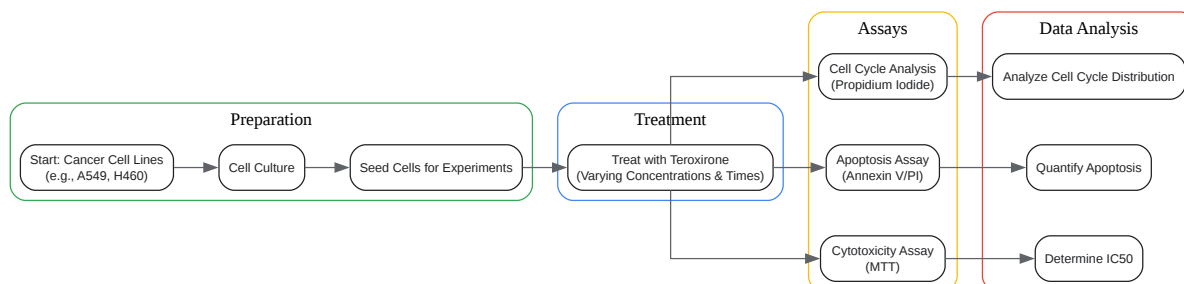 Preparation
Start: Cancer Cell Lines
(e.g., A549, H460)
Cell Culture
Seed Cells for Experiments
Treatment
Treat with Teroxirone
(Varying Concentrations & Times)
Assays
Cell Cycle Analysis
(Propidium Iodide)
Apoptosis Assay
(Annexin V/PI)
Cytotoxicity Assay
(MTT)
Data Analysis
Analyze Cell Cycle Distribution
Quantify Apoptosis
Determine IC50